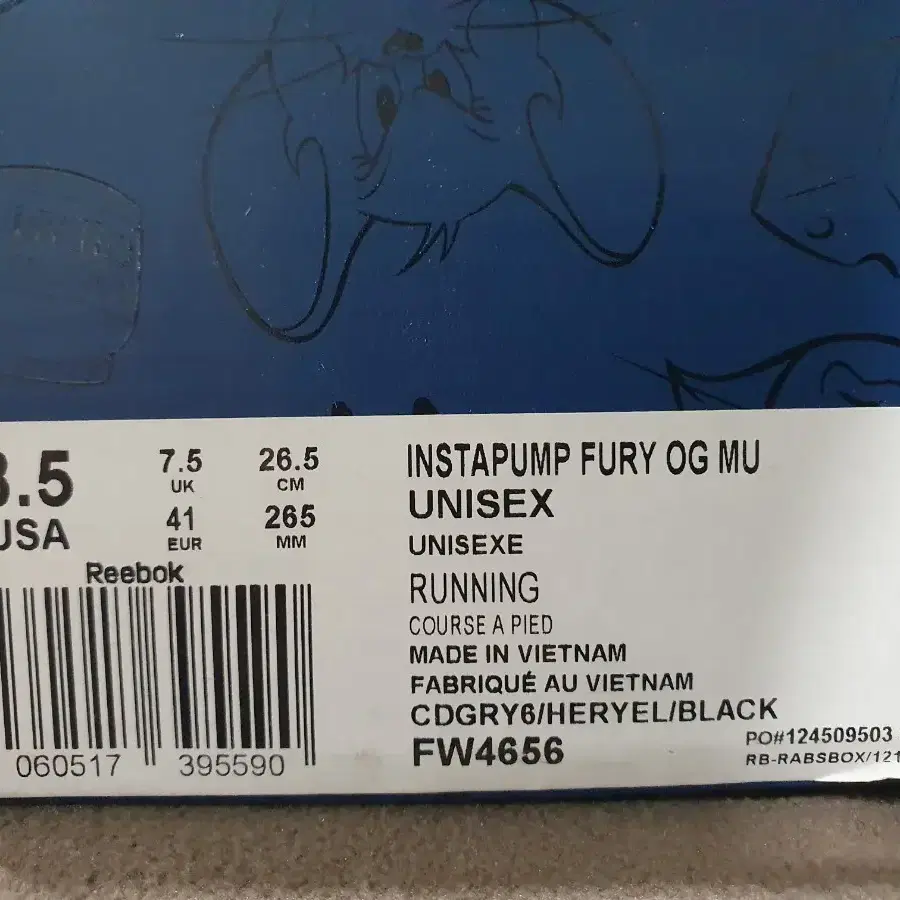 .5 7.5 26.5
UK CM
USA 41 265
EUR MM
Reebok
060517 395590
INSTAPUMP FURY OG MU
UNISEX
UNISEXE
RUNNING
COURSE A PIED
MADE IN VIETNAM
FABRIQUÉ AU VIETNAM
CDGRY6/HERYEL/BLACK
FW4656
PO#124509503
RB-RABSBOX/121